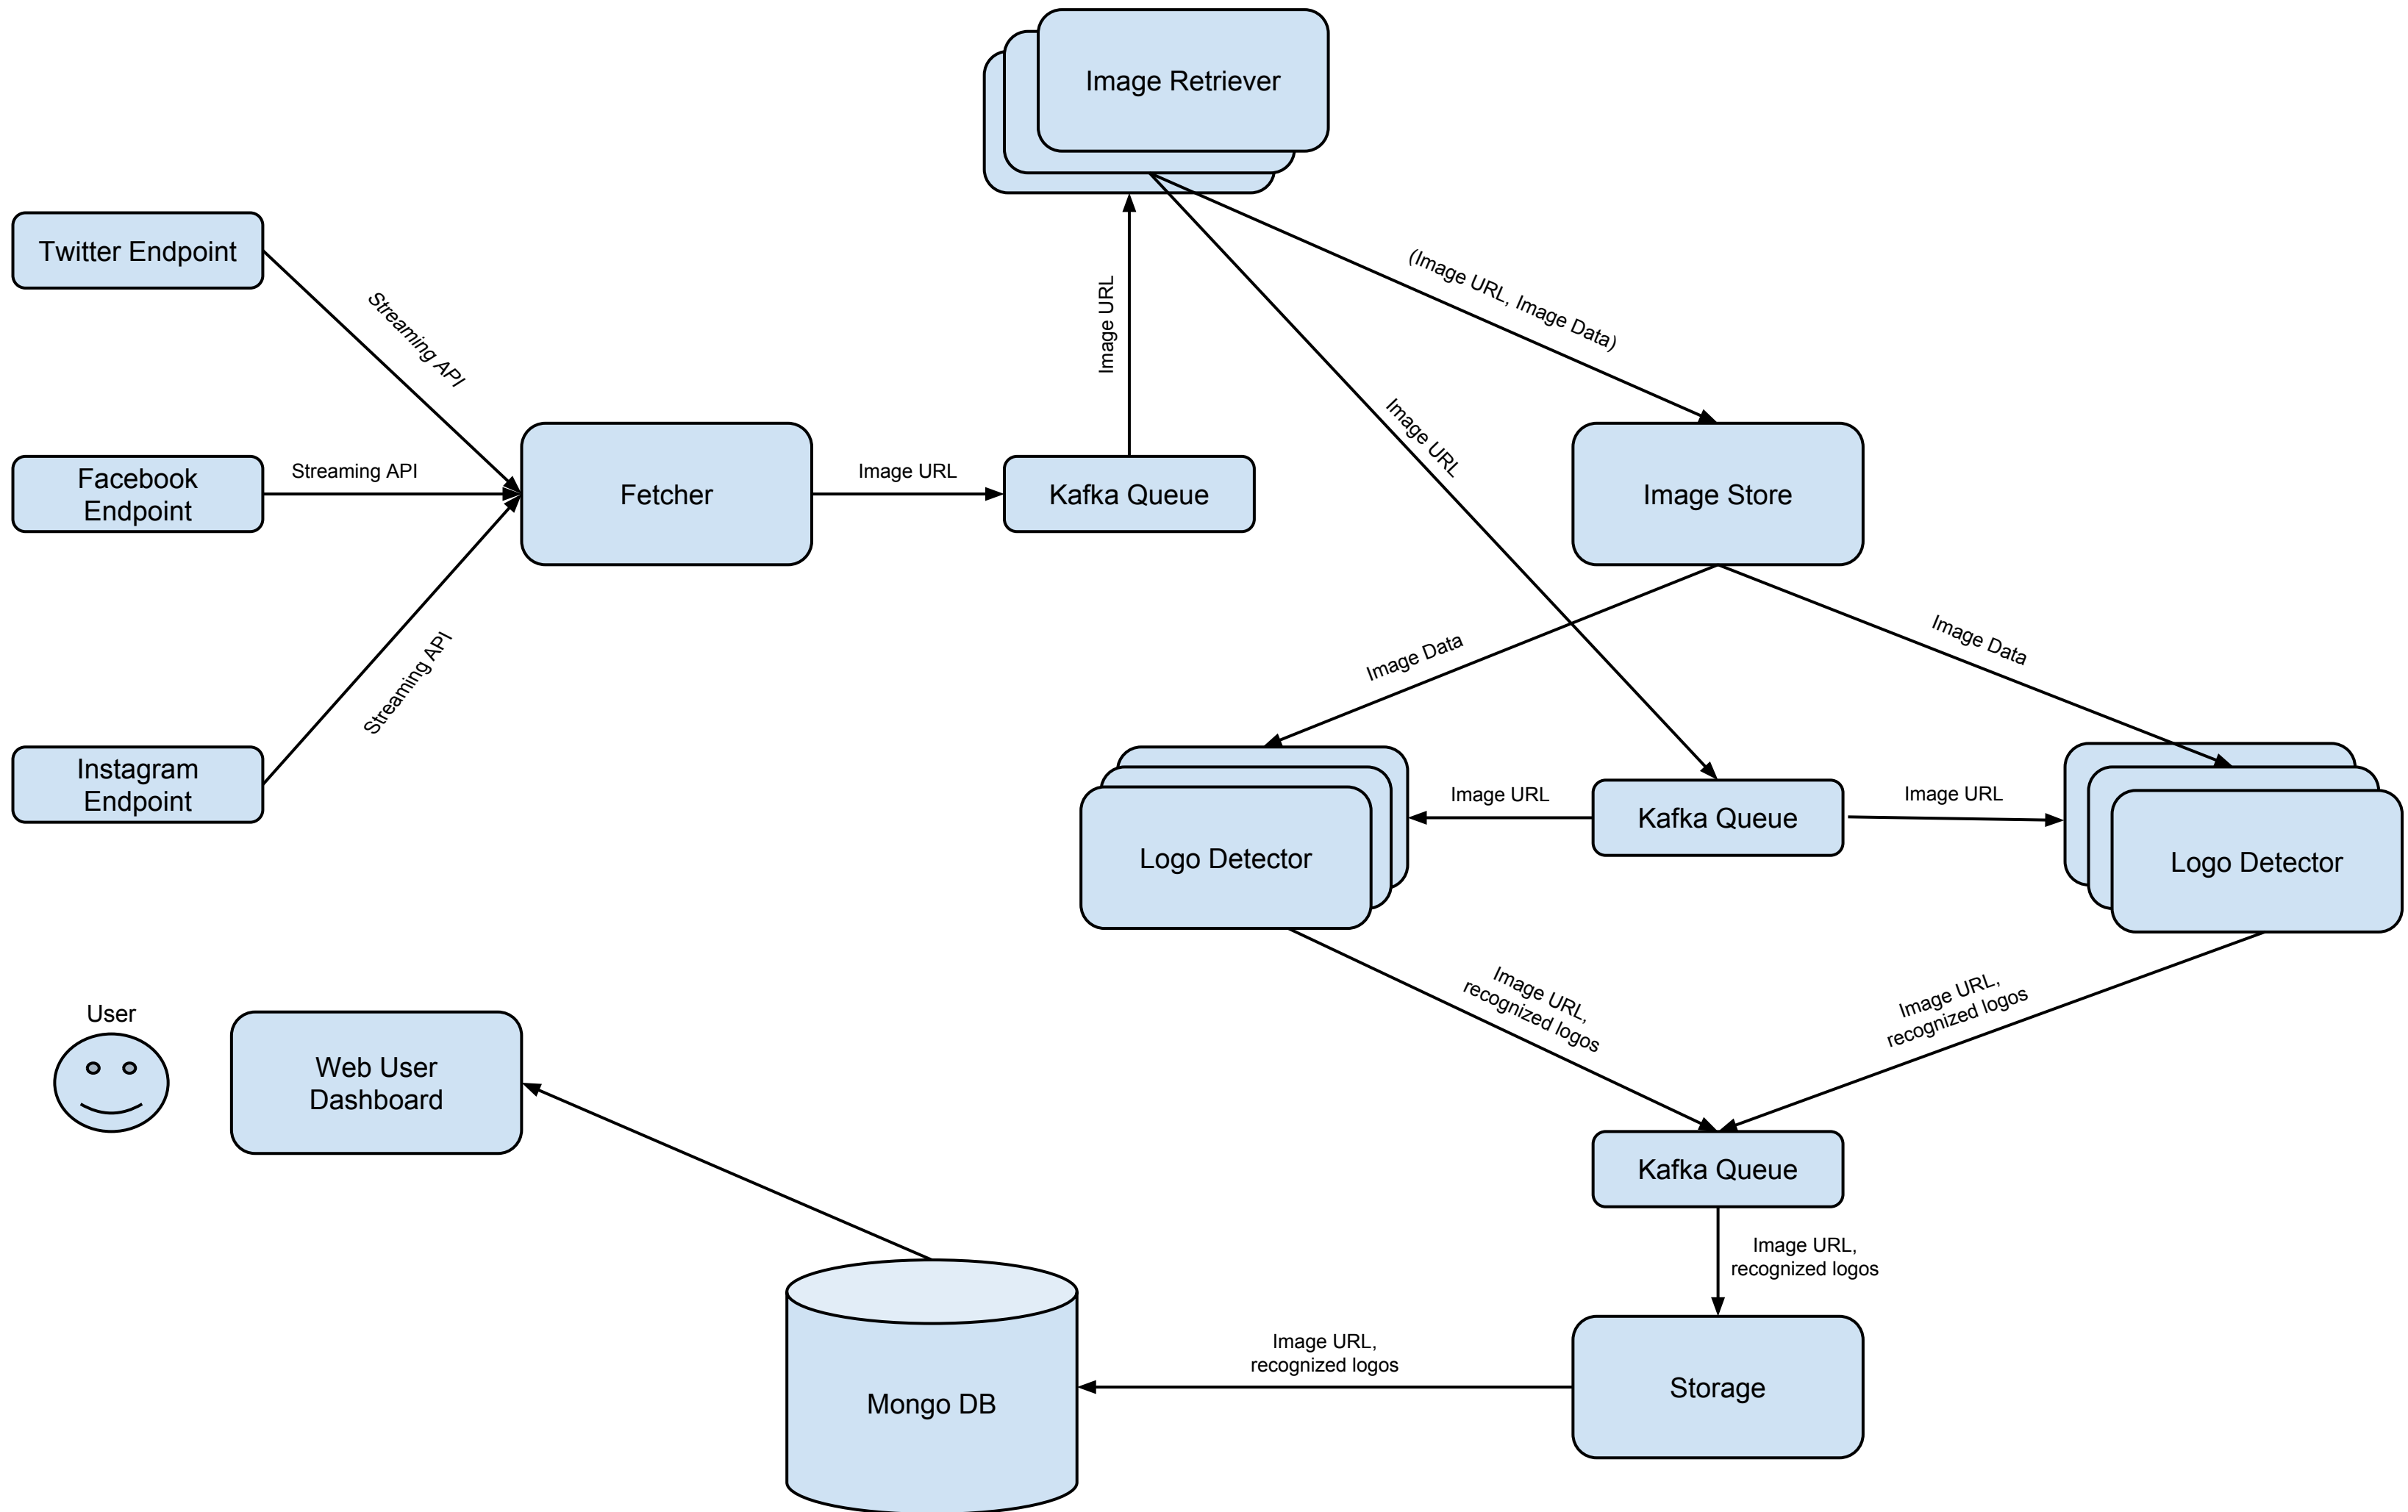 Image Retriever
Twitter Endpoint
Streaming API
(Image URL, Image Data)
Image URL
Image URL
Facebook
Endpoint
Streaming API
Fetcher
Image URL
Kafka Queue
Image Store
Streaming API
Image Data
Image Data
Instagram
Endpoint
Logo Detector
Image URL
Kafka Queue
Image URL
Logo Detector
Image URL,
recognized logos
Image URL,
recognized logos
User
Web User
Dashboard
Kafka Queue
Image URL,
recognized logos
Mongo DB
Image URL,
recognized logos
Storage